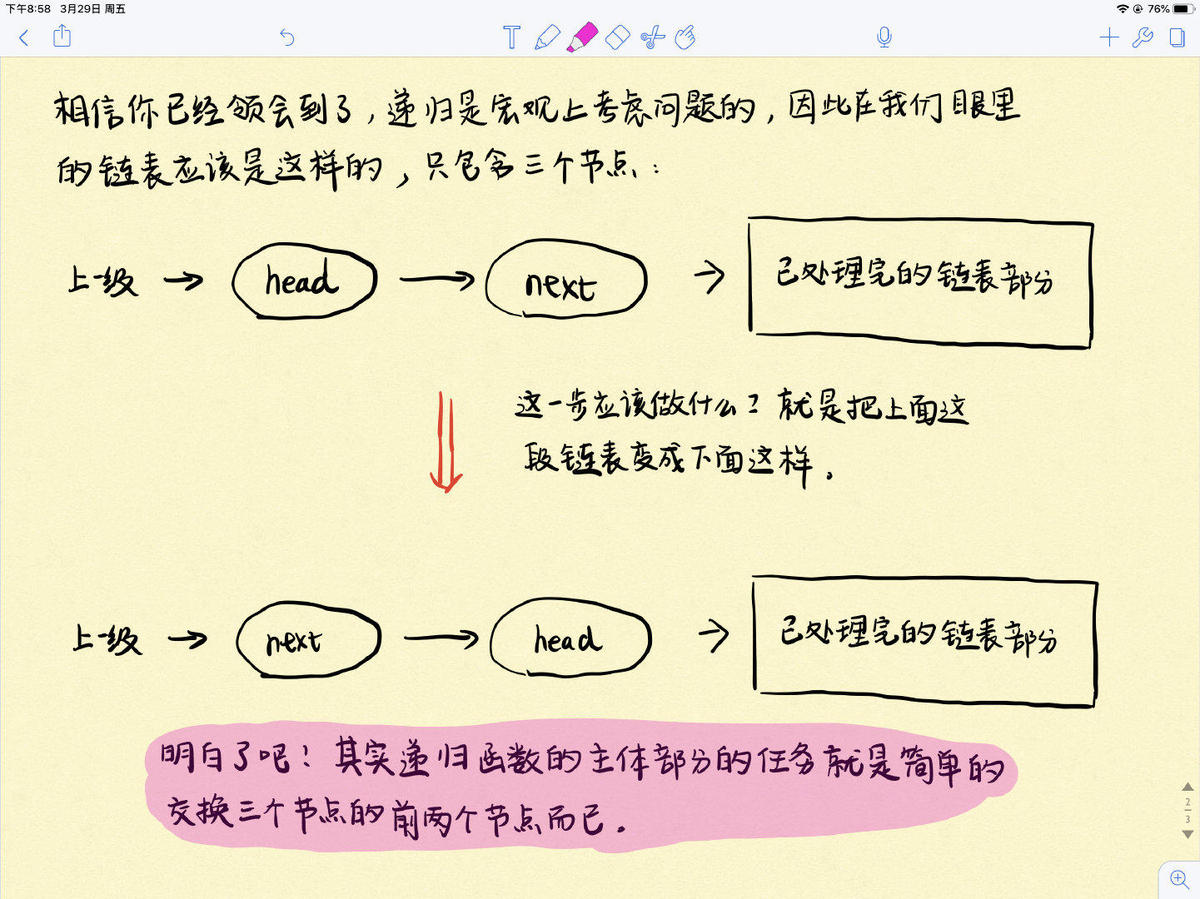 下午8:58 3月29日 周五
76%
T
相信你已经领会到了,递归是宏观上考虑问题的,因此在我们眼里
的链表应该是这样的,只包含三个节点:
上一级 → head → next → 已处理完的链表部分
这一步应该做什么?就是把上面这
段链表变成下面这样。
上一级 → next → head → 已处理完的链表部分
明白了吧!其实递归函数的主体部分的任务就是简单的
交换三个节点的前两个节点而已。
2
3